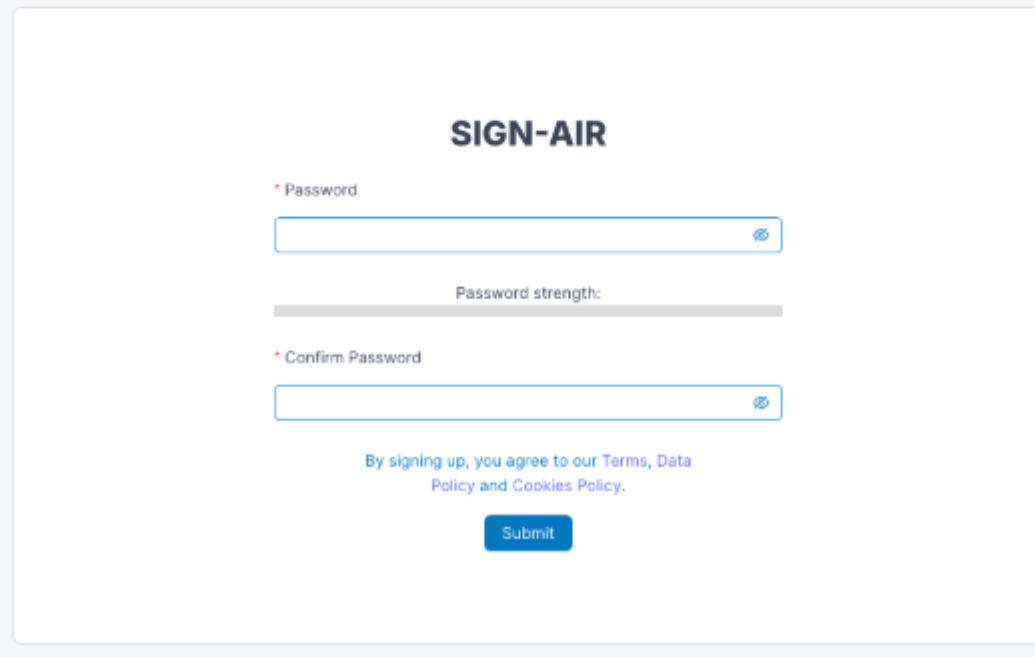 SIGN-AIR
* Password
Password strength:
* Confirm Password
By signing up, you agree to our Terms, Data
Policy and Cookies Policy.
Submit